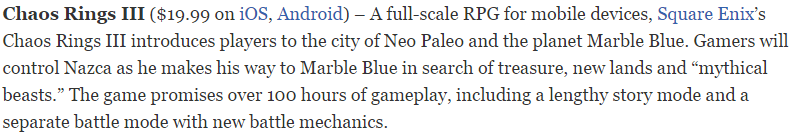 Chaos Rings III ($19.99 on iOS, Android) – A full-scale RPG for mobile devices, Square Enix’s
Chaos Rings III introduces players to the city of Neo Paleo and the planet Marble Blue. Gamers will
control Nazca as he makes his way to Marble Blue in search of treasure, new lands and “mythical
beasts.” The game promises over 100 hours of gameplay, including a lengthy story mode and a
separate battle mode with new battle mechanics.